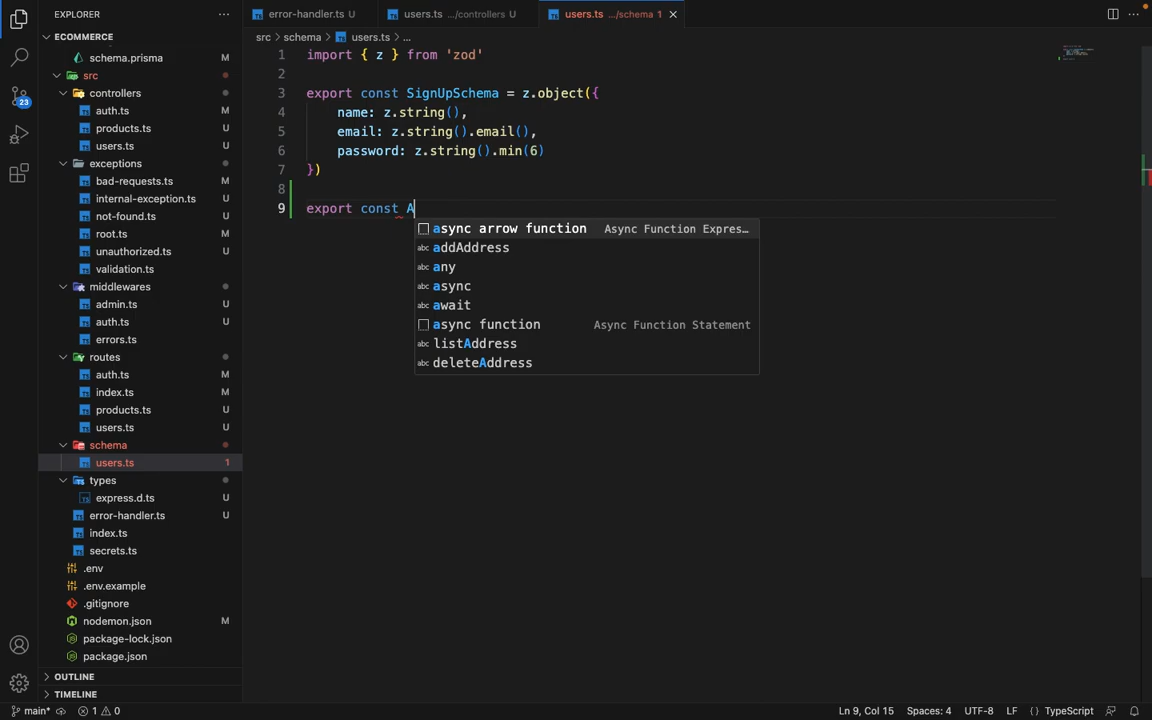 EXPLORER
ECOMMERCE
schema.prisma M
src
controllers
auth.ts M
products.ts U
users.ts U
exceptions
bad-requests.ts M
internal-exception.ts U
not-found.ts U
root.ts M
unauthorized.ts U
validation.ts M
middlewares
admin.ts U
auth.ts U
errors.ts M
routes
auth.ts M
index.ts M
products.ts U
users.ts U
schema
users.ts 1
types
express.d.ts U
error-handler.ts U
index.ts
secrets.ts
.env
.env.example
.gitignore
nodemon.json M
package-lock.json
package.json
OUTLINE
TIMELINE
error-handler.ts U
users.ts .../controllers U
users.ts .../schema 1
src > schema > users.ts > ...
1 import { z } from 'zod'
2
3 export const SignUpSchema = z.object({
4 name: z.string(),
5 email: z.string().email(),
6 password: z.string().min(6)
7 })
8
9 export const A
async arrow function Async Function Expres...
addAddress
any
async
await
async function Async Function Statement
listAddress
deleteAddress
23
main* 1 0 Ln 9, Col 15 Spaces: 4 UTF-8 LF {} TypeScript